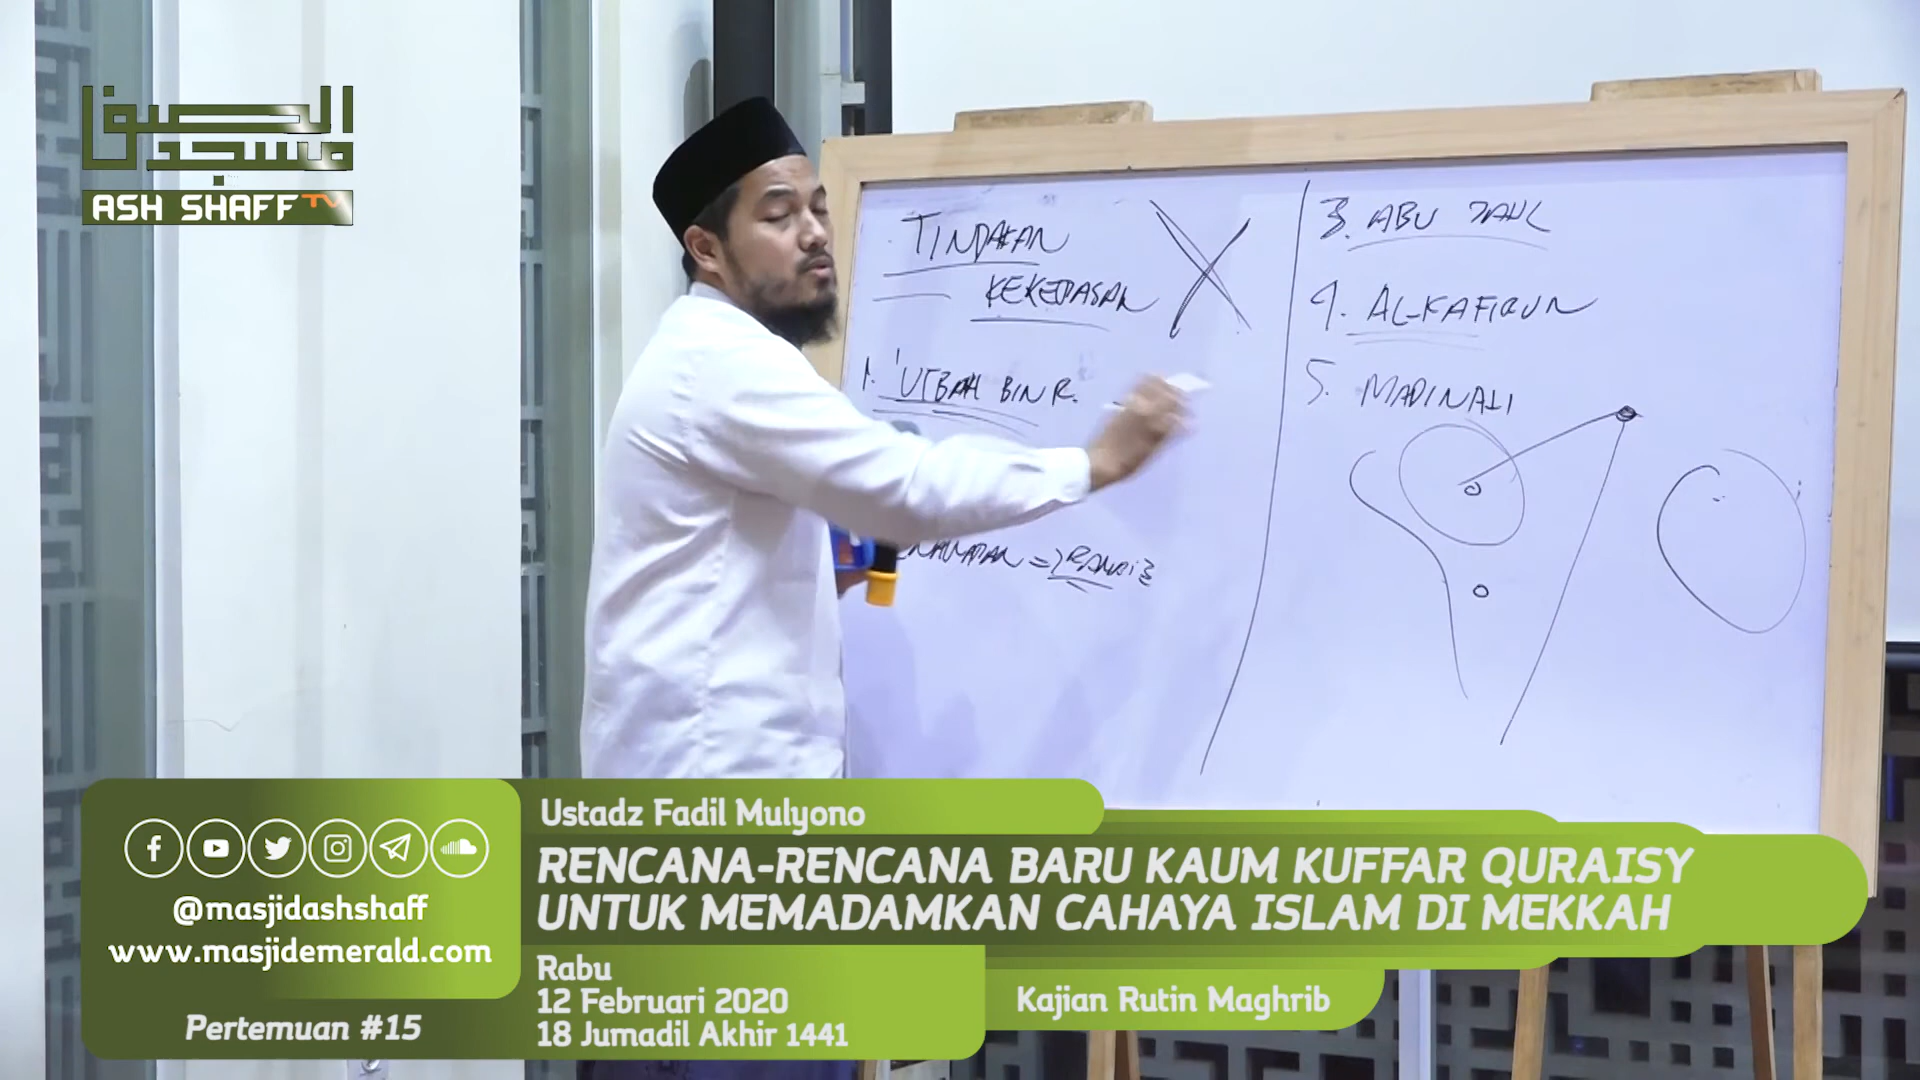 الصف
مسجد
ASH SHAFF TV
TINDAKAN
KEKERASAN
1. 'UTBAH BIN R.
3. ABU JAHL
4. AL-KAFIRUN
5. MADINAH
Ustadz Fadil Mulyono
RENCANA-RENCANA BARU KAUM KUFFAR QURAISY
UNTUK MEMADAMKAN CAHAYA ISLAM DI MEKKAH
@masjidashshaff
www.masjidemerald.com
Pertemuan #15
Rabu
12 Februari 2020
18 Jumadil Akhir 1441
Kajian Rutin Maghrib